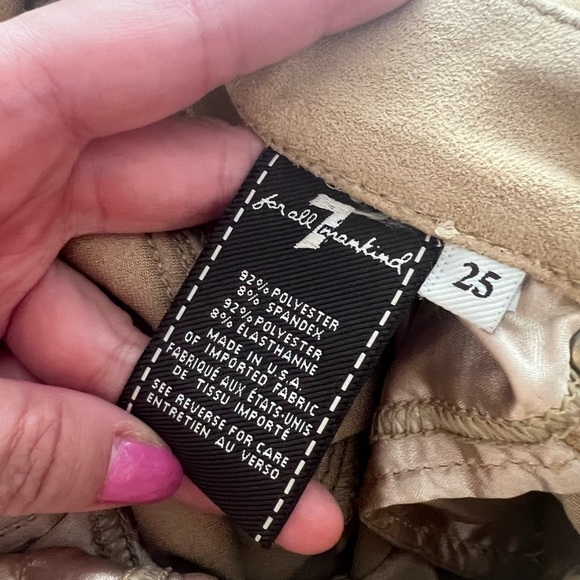 7
for all mankind
25
92% POLYESTER
8% SPANDEX
92% POLYESTER
8% ÉLASTHANNE
MADE IN U.S.A.
OF IMPORTED FABRIC
FABRIQUÉ AUX ÉTATS-UNIS
DE TISSU IMPORTÉ
SEE REVERSE FOR CARE
ENTRETIEN AU VERSO